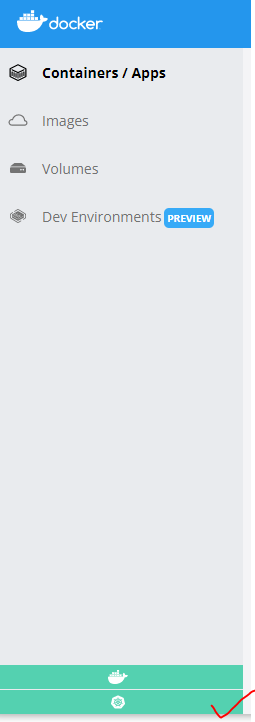 docker
Containers / Apps
Images
Volumes
Dev Environments PREVIEW